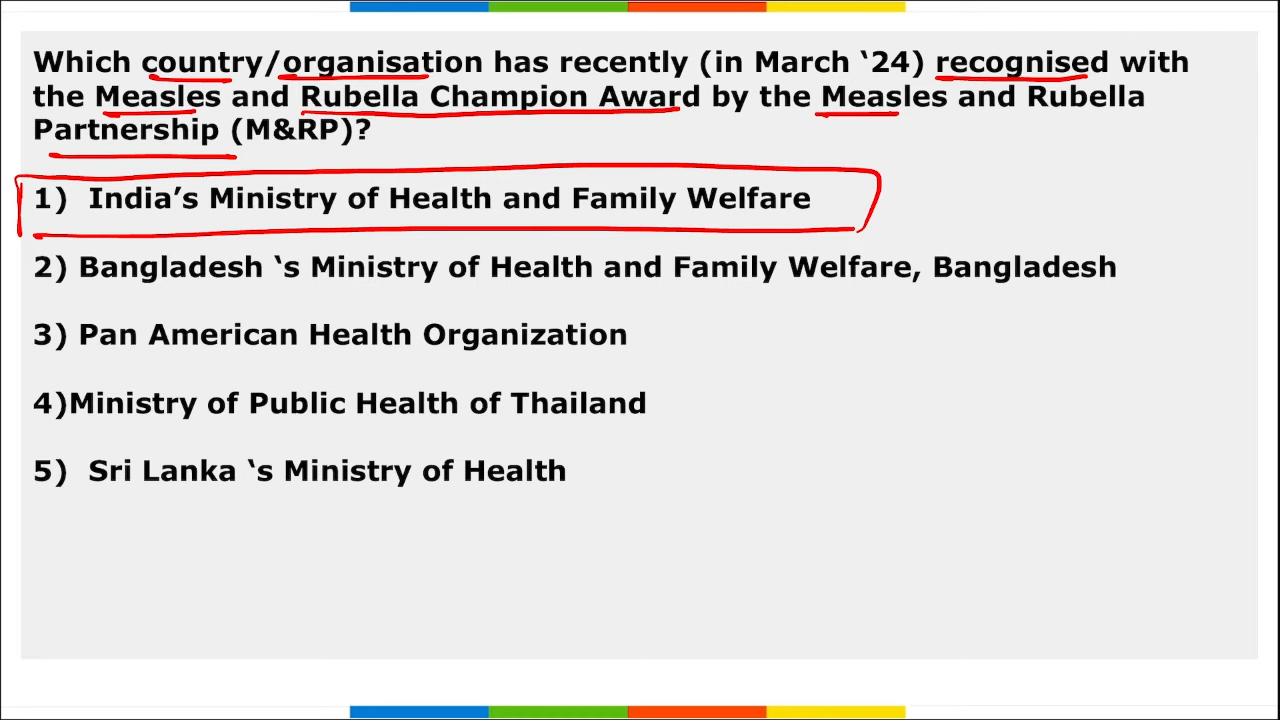 Which country/organisation has recently (in March ‘24) recognised with
the Measles and Rubella Champion Award by the Measles and Rubella
Partnership (M&RP)?
1) India’s Ministry of Health and Family Welfare
2) Bangladesh ‘s Ministry of Health and Family Welfare, Bangladesh
3) Pan American Health Organization
4)Ministry of Public Health of Thailand
5) Sri Lanka ‘s Ministry of Health